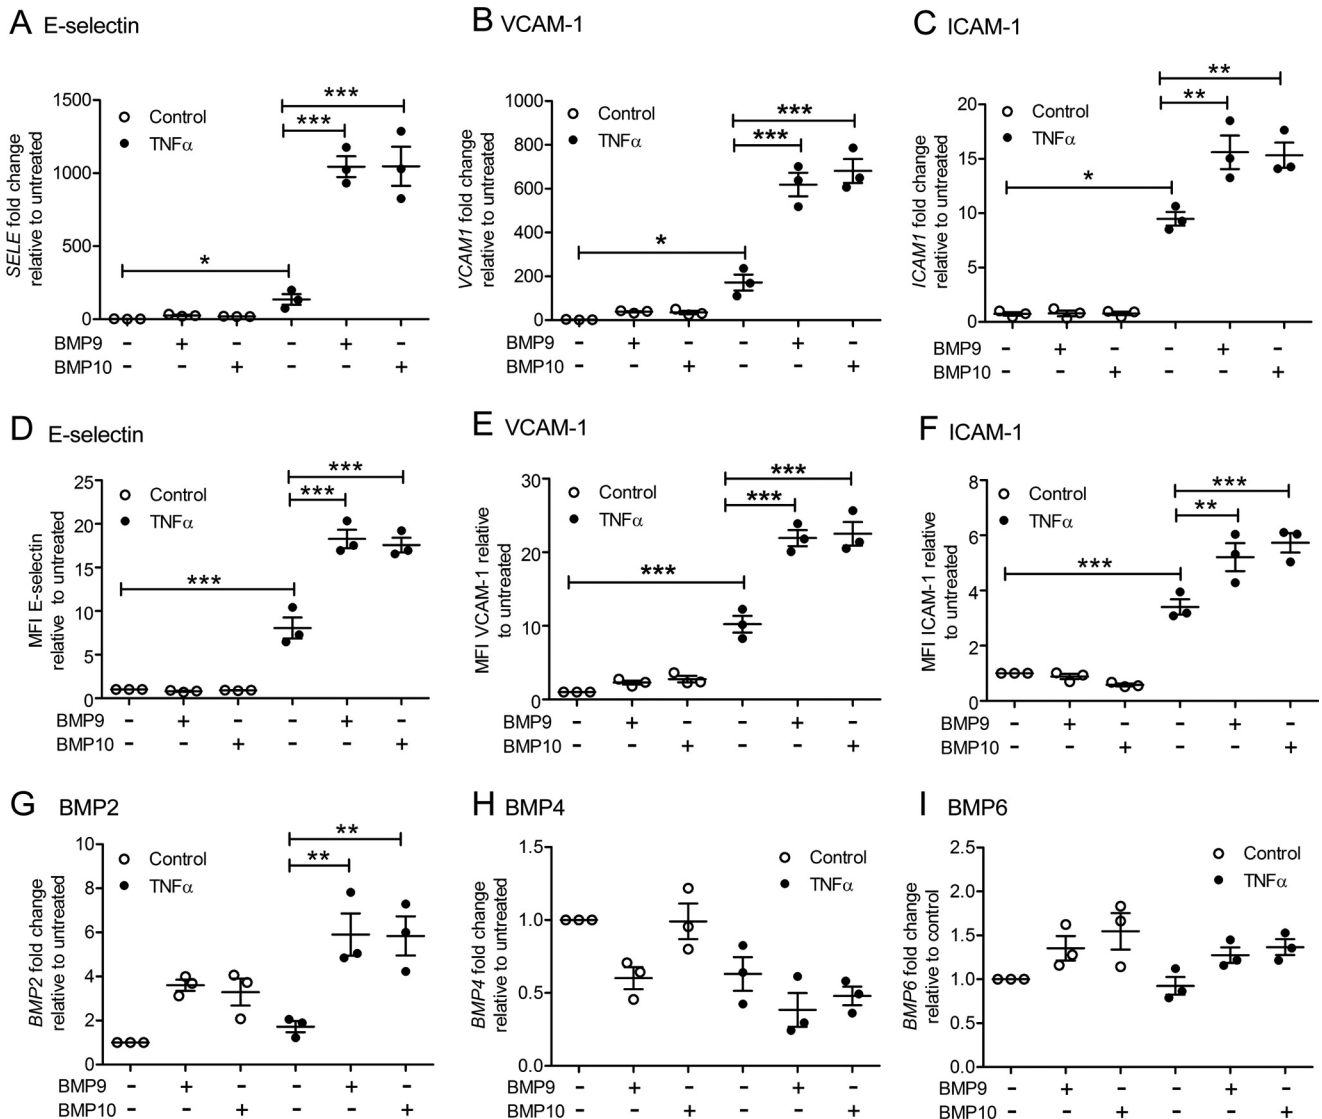 A E-selectin
SELE fold change
relative to untreated
1500
1000
500
0
Control
TNFα
***
***
*
BMP9 - + - - + -
BMP10 - - + - - +
B VCAM-1
VCAM1 fold change
relative to untreated
1000
800
600
400
200
0
Control
TNFα
***
***
*
BMP9 - + - - + -
BMP10 - - + - - +
C ICAM-1
ICAM1 fold change
relative to untreated
20
15
10
5
0
Control
TNFα
**
**
*
BMP9 - + - - + -
BMP10 - - + - - +
D E-selectin
MFI E-selectin
relative to untreated
25
20
15
10
5
0
Control
TNFα
***
***
***
BMP9 - + - - + -
BMP10 - - + - - +
E VCAM-1
MFI VCAM-1 relative
to untreated
30
20
10
0
Control
TNFα
***
***
***
BMP9 - + - - + -
BMP10 - - + - - +
F ICAM-1
MFI ICAM-1 relative
to untreated
8
6
4
2
0
Control
TNFα
***
**
***
BMP9 - + - - + -
BMP10 - - + - - +
G BMP2
BMP2 fold change
relative to untreated
10
8
6
4
2
0
Control
TNFα
**
**
BMP9 - + - - + -
BMP10 - - + - - +
H BMP4
BMP4 fold change
relative to untreated
1.5
1.0
0.5
0.0
Control
TNFα
BMP9 - + - - + -
BMP10 - - + - - +
I BMP6
BMP6 fold change
relative to control
2.5
2.0
1.5
1.0
0.5
0.0
Control
TNFα
BMP9 - + - - + -
BMP10 - - + - - +